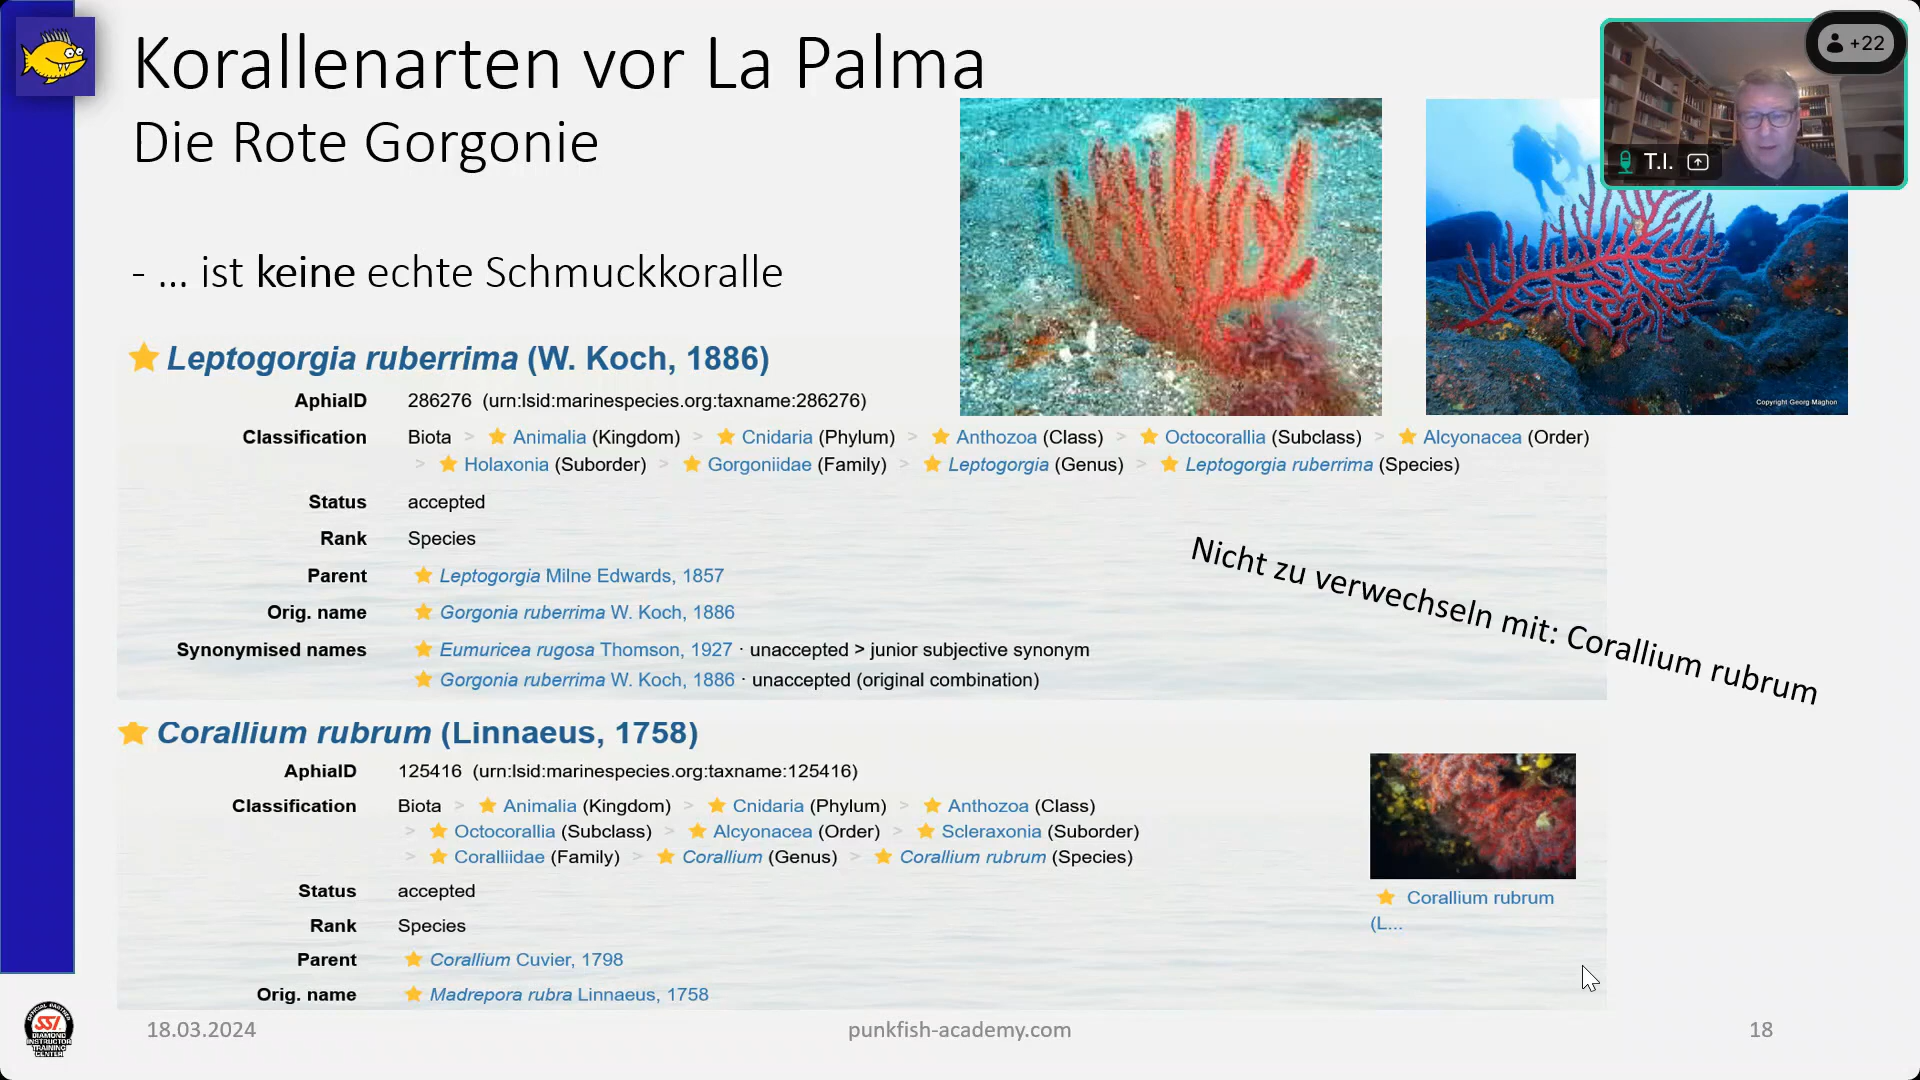 Korallenarten vor La Palma
Die Rote Gorgonie
+22
T.I.
- ... ist keine echte Schmuckkoralle
Copyright Georg Maghon
Leptogorgia ruberrima (W. Koch, 1886)
AphiaID 286276 (urn:lsid:marinespecies.org:taxname:286276)
Classification Biota > Animalia (Kingdom) > Cnidaria (Phylum) > Anthozoa (Class) > Octocorallia (Subclass) > Alcyonacea (Order)
> Holaxonia (Suborder) > Gorgoniidae (Family) > Leptogorgia (Genus) > Leptogorgia ruberrima (Species)
Status accepted
Rank Species
Parent Leptogorgia Milne Edwards, 1857
Orig. name Gorgonia ruberrima W. Koch, 1886
Synonymised names Eumuricea rugosa Thomson, 1927 · unaccepted > junior subjective synonym
Gorgonia ruberrima W. Koch, 1886 · unaccepted (original combination)
Nicht zu verwechseln mit: Corallium rubrum
Corallium rubrum (Linnaeus, 1758)
AphiaID 125416 (urn:lsid:marinespecies.org:taxname:125416)
Classification Biota > Animalia (Kingdom) > Cnidaria (Phylum) > Anthozoa (Class)
> Octocorallia (Subclass) > Alcyonacea (Order) > Scleraxonia (Suborder)
> Coralliidae (Family) > Corallium (Genus) > Corallium rubrum (Species)
Status accepted
Rank Species
Parent Corallium Cuvier, 1798
Orig. name Madrepora rubra Linnaeus, 1758
Corallium rubrum
(L...
SSI
DIAMOND
INSTRUCTOR
TRAINING
CENTER
18.03.2024
punkfish-academy.com
18